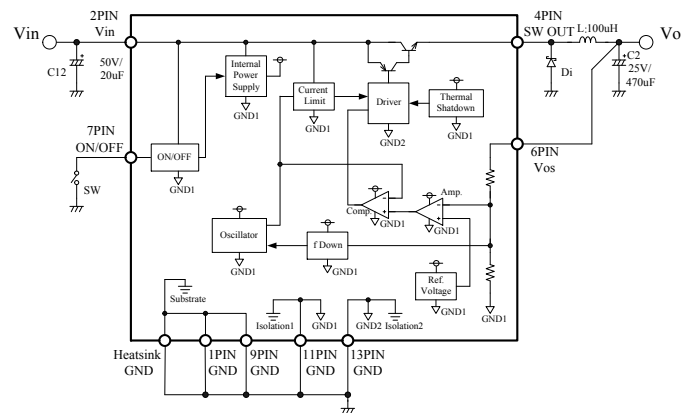 2PIN
Vin
4PIN
SW OUT
L:100uH
Vin
Vo
C12
50V/
20uF
Internal
Power
Supply
GND1
Current
Limit
GND1
Driver
GND2
Thermal
Shatdown
GND1
Di
C2
25V/
470uF
7PIN
ON/OFF
ON/OFF
GND1
SW
6PIN
Vos
Comp.
GND1
Amp.
GND1
Oscillator
GND1
f Down
GND1
Ref.
Voltage
GND1
GND1
Substrate
Isolation1
GND1
GND2
Isolation2
Heatsink
GND
1PIN
GND
9PIN
GND
11PIN
GND
13PIN
GND